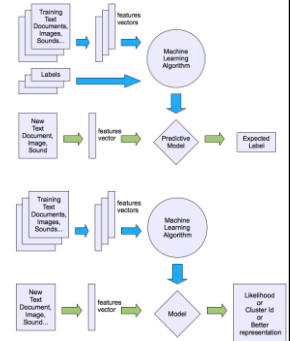 Training
Text
Documents,
Images,
Sounds...
features
vectors
Machine
Learning
Algorithm
Labels
New
Text
Document,
Image,
Sound
features
vector
Predictive
Model
Expected
Label
Training
Text
Documents,
Images,
Sounds...
features
vectors
Machine
Learning
Algorithm
New
Text
Document,
Image,
Sound...
features
vector
Model
Likelihood
or
Cluster Id
or
Better
representation